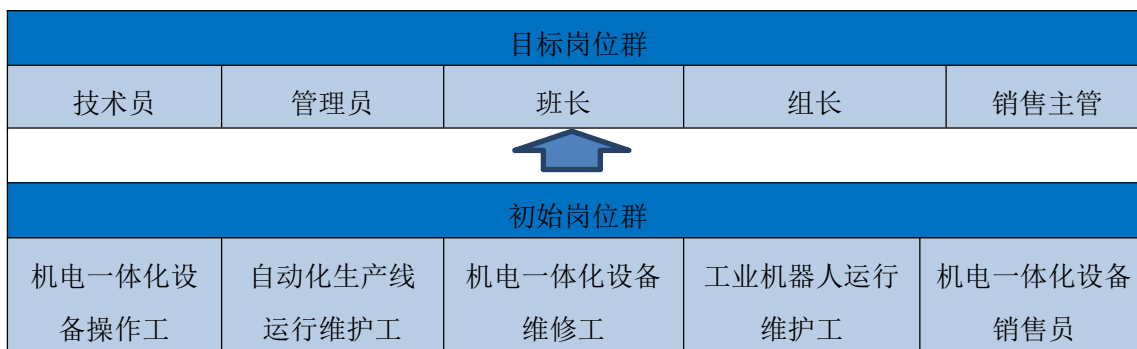 目标岗位群
技术员 管理员 班长 组长 销售主管
初始岗位群
机电一体化设 自动化生产线 机电一体化设备 工业机器人运行 机电一体化设备
备操作工 运行维护工 维修工 维护工 销售员